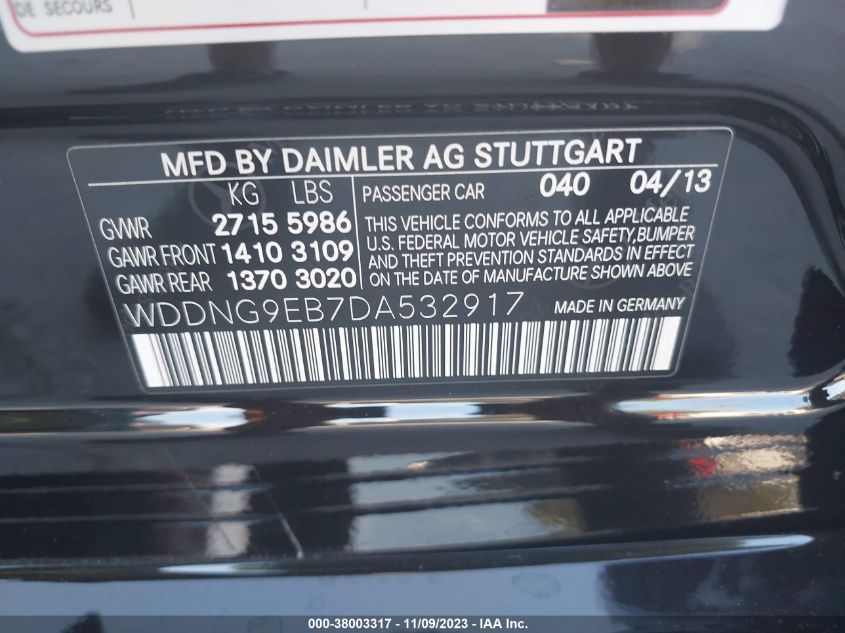 DE SECOURS
MFD BY DAIMLER AG STUTTGART
KG LBS
GVWR 2715 5986
GAWR FRONT 1410 3109
GAWR REAR 1370 3020
PASSENGER CAR 040 04/13
THIS VEHICLE CONFORMS TO ALL APPLICABLE
U.S. FEDERAL MOTOR VEHICLE SAFETY,BUMPER
AND THEFT PREVENTION STANDARDS IN EFFECT
ON THE DATE OF MANUFACTURE SHOWN ABOVE.
WDDNG9EB7DA532917
MADE IN GERMANY
000-38003317 - 11/09/2023 - IAA Inc.